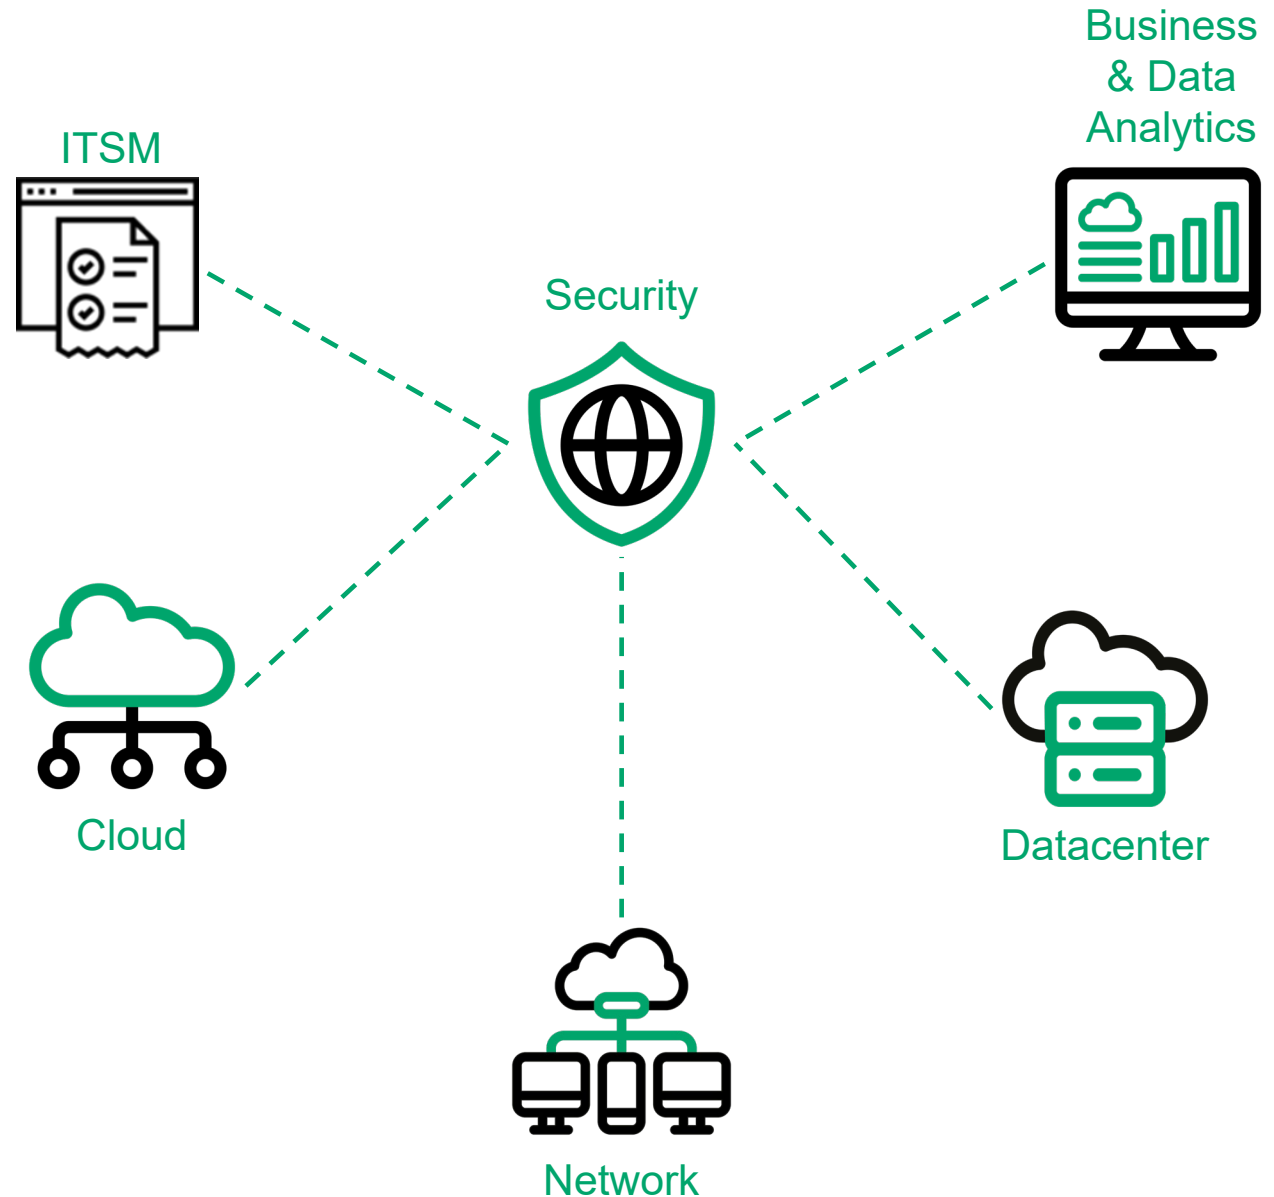 Business
& Data
Analytics
ITSM
Security
Cloud
Datacenter
Network